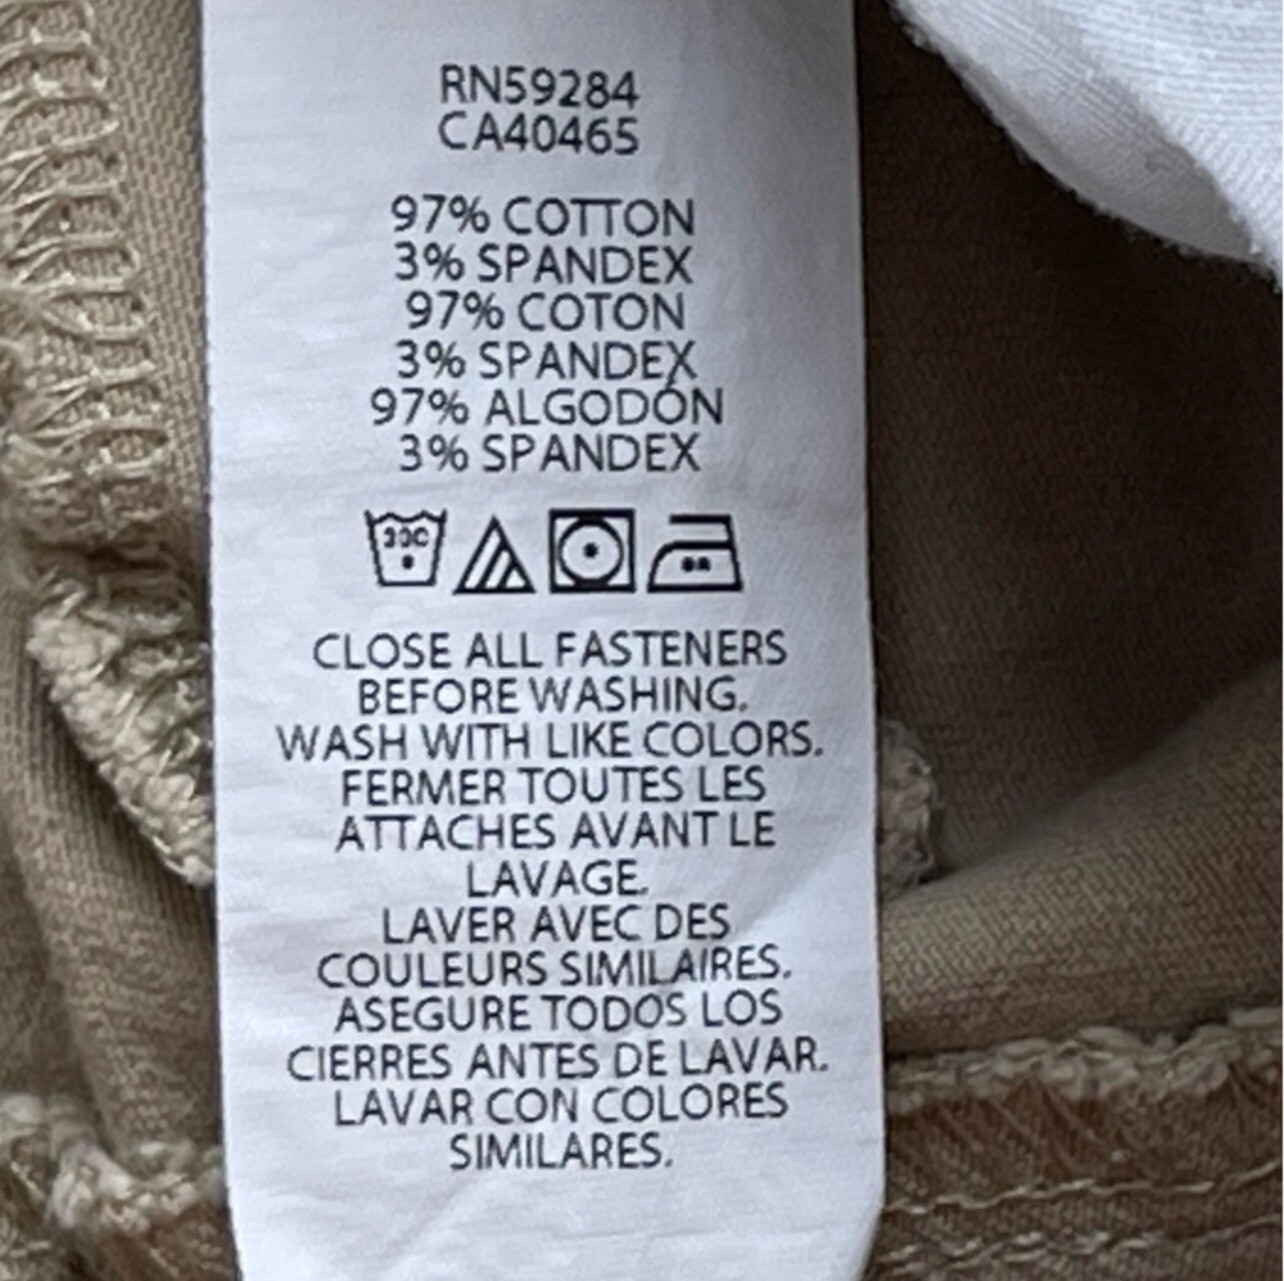 RN59284
CA40465
97% COTTON
3% SPANDEX
97% COTON
3% SPANDEX
97% ALGODÓN
3% SPANDEX
30C
CLOSE ALL FASTENERS
BEFORE WASHING.
WASH WITH LIKE COLORS.
FERMER TOUTES LES
ATTACHES AVANT LE
LAVAGE.
LAVER AVEC DES
COULEURS SIMILAIRES.
ASEGURE TODOS LOS
CIERRES ANTES DE LAVAR.
LAVAR CON COLORES
SIMILARES.